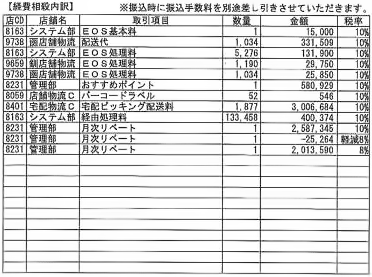 【経費相殺内訳】 ※振込時に振込手数料を別途差し引きさせていただきます。
店CD 店舗名 取引項目 数量 金額 税率
8163 システム部 EOS基本料 1 15,000 10%
9738 函店舗物流 配送代 1,034 331,509 10%
8163 システム部 EOS処理料 5,276 131,900 10%
9659 釧店舗物流 EOS処理料 1,190 29,750 10%
9738 函店舗物流 EOS処理料 1,034 25,850 10%
8231 管理部 おすすめポイント 1 580,929 10%
8059 店舗物流C バーコードラベル 52 546 10%
8401 宅配物流C 宅配ピッキング配送料 1,877 3,006,684 10%
8163 システム部 経由処理料 133,458 400,374 10%
8231 管理部 月次リベート 1 2,587,345 10%
8231 管理部 月次リベート 1 -25,264 軽減8%
8231 管理部 月次リベート 1 2,013,590 8%